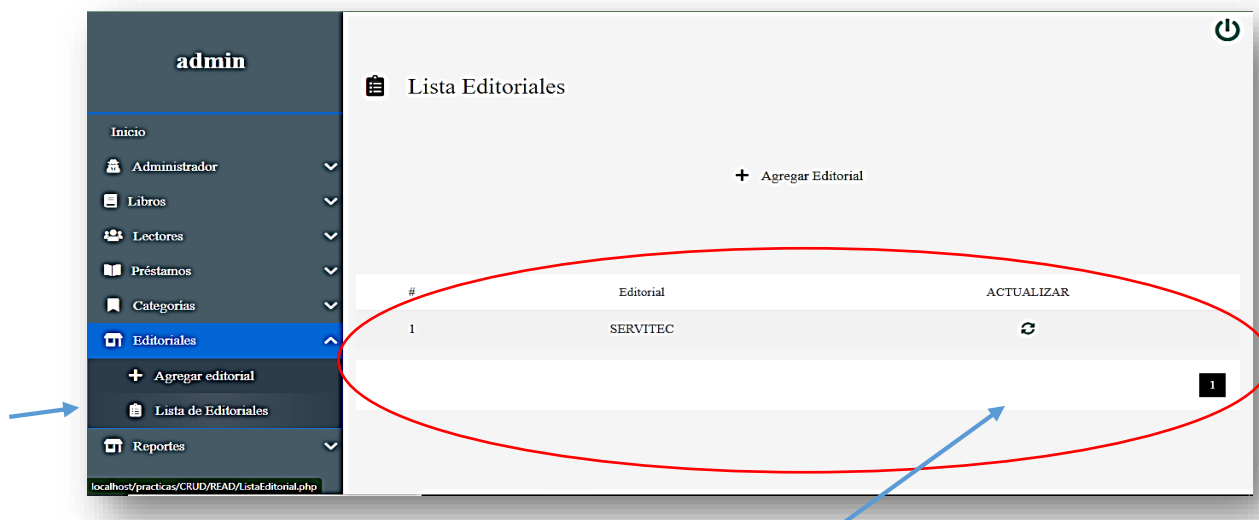 admin
Inicio
Administrador
Libros
Lectores
Préstamos
Categorias
Editoriales
Agregar editorial
Lista de Editoriales
Reportes
localhost/practicas/CRUD/READ/ListaEditorial.php
Lista Editoriales
Agregar Editorial
# Editorial ACTUALIZAR
1 SERVITEC
1